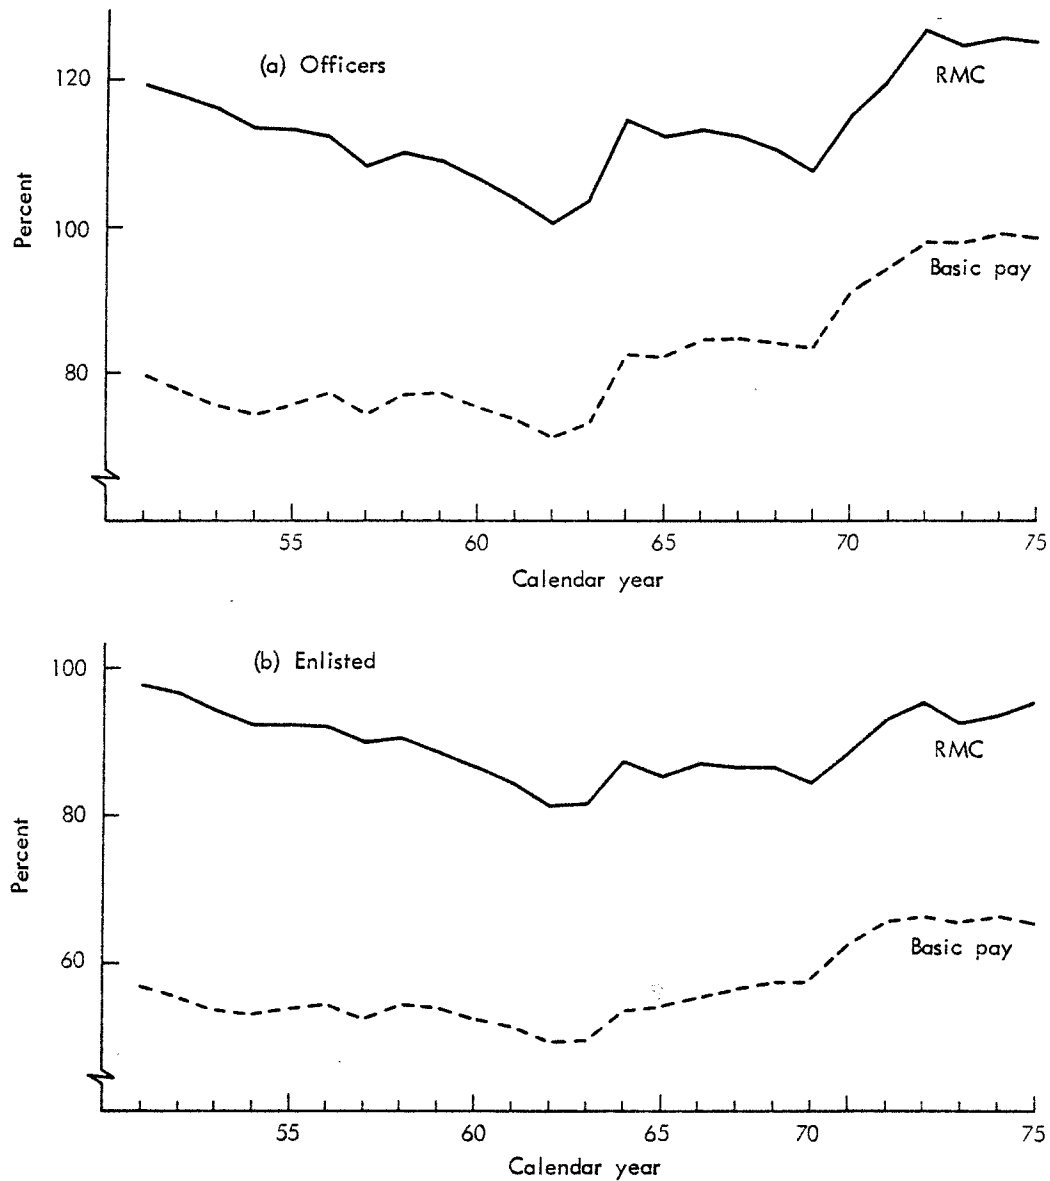 (a) Officers
120
RMC
Percent
100
Basic pay
80
55
60
65
70
75
Calendar year
(b) Enlisted
100
RMC
80
Percent
60
Basic pay
55
60
65
70
75
Calendar year